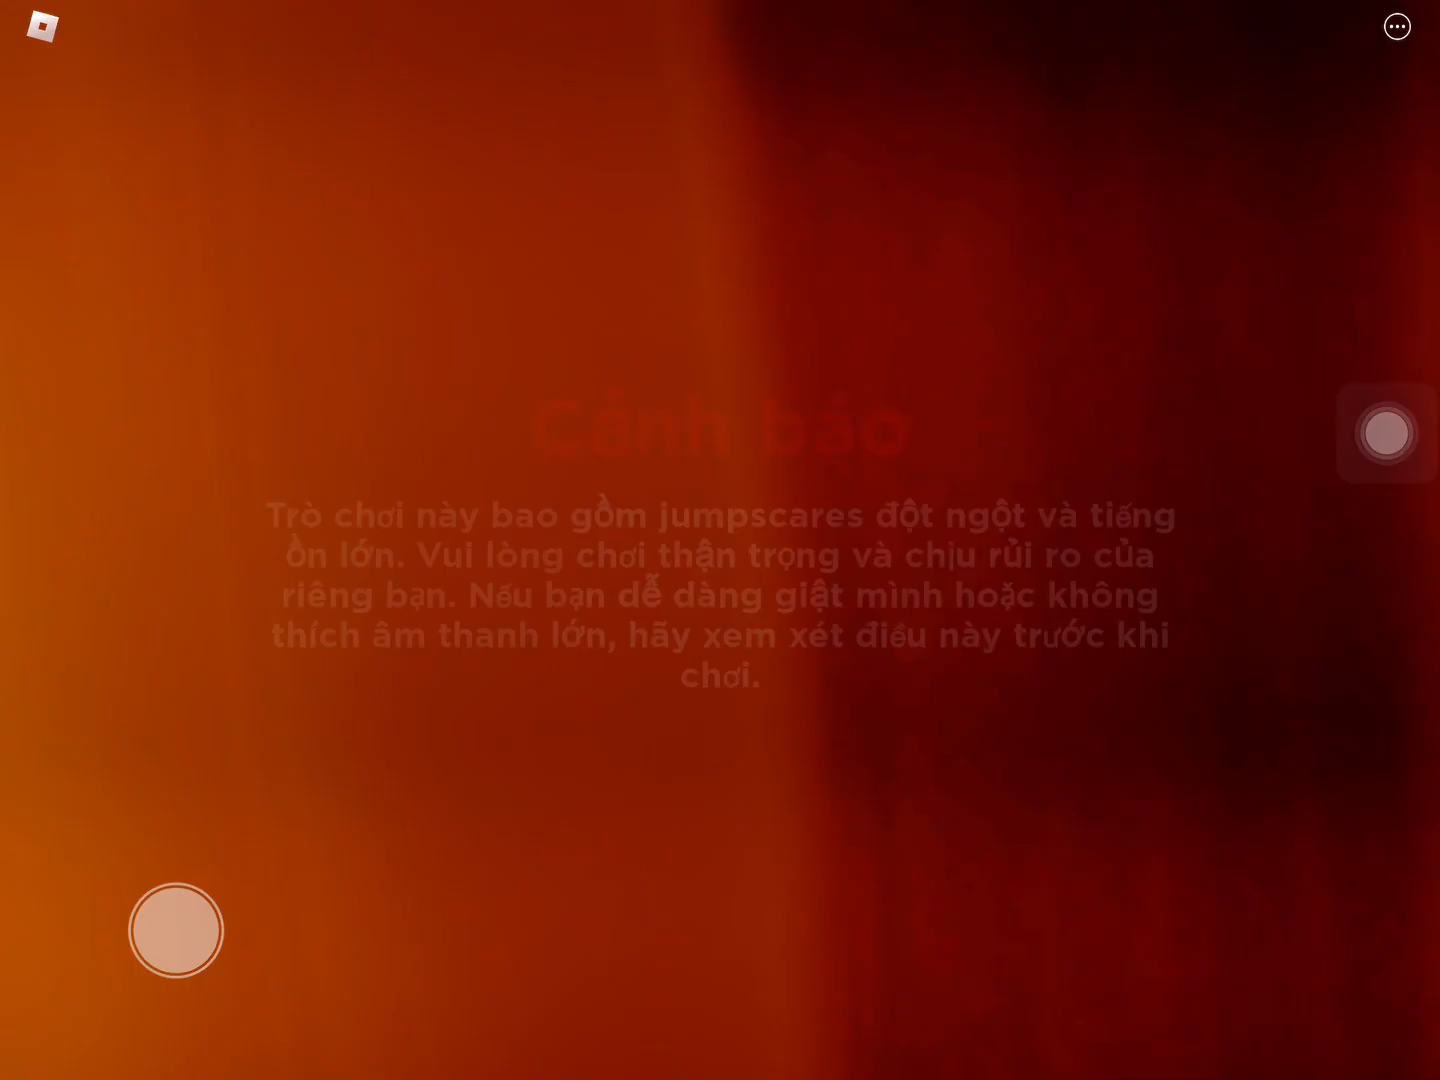 Cảnh báo
Trò chơi này bao gồm jumpscares đột ngột và tiếng
ồn lớn. Vui lòng chơi thận trọng và chịu rủi ro của
riêng bạn. Nếu bạn dễ dàng giật mình hoặc không
thích âm thanh lớn, hãy xem xét điều này trước khi
chơi.